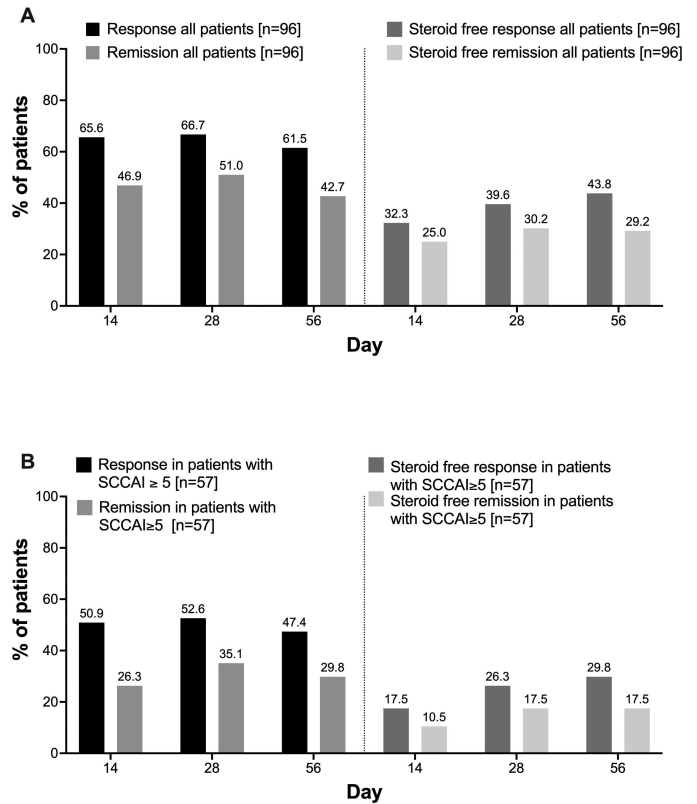 A
Response all patients [n=96]
Remission all patients [n=96]
Steroid free response all patients [n=96]
Steroid free remission all patients [n=96]
% of patients
100
80
60
40
20
0
65.6
46.9
66.7
51.0
61.5
42.7
32.3
25.0
39.6
30.2
43.8
29.2
14
28
56
14
28
56
Day
B
Response in patients with
SCCAI ≥ 5 [n=57]
Remission in patients with
SCCAI≥5 [n=57]
Steroid free response in patients
with SCCAI≥5 [n=57]
Steroid free remission in patients
with SCCAI≥5 [n=57]
% of patients
100
80
60
40
20
0
50.9
26.3
52.6
35.1
47.4
29.8
17.5
10.5
26.3
17.5
29.8
17.5
14
28
56
14
28
56
Day